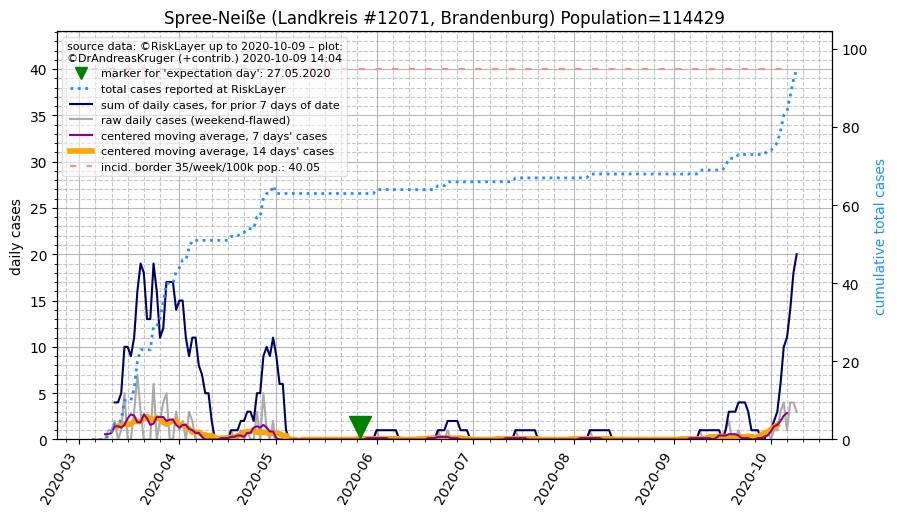 Spree-Neiße (Landkreis #12071, Brandenburg) Population=114429
source data: ©RiskLayer up to 2020-10-09 – plot:
©DrAndreasKruger (+contrib.) 2020-10-09 14:04
marker for 'expectation day': 27.05.2020
total cases reported at RiskLayer
sum of daily cases, for prior 7 days of date
raw daily cases (weekend-flawed)
centered moving average, 7 days' cases
centered moving average, 14 days' cases
incid. border 35/week/100k pop.: 40.05
daily cases
40
35
30
25
20
15
10
5
0
100
80
60
40
20
0
cumulative total cases
2020-03
2020-04
2020-05
2020-06
2020-07
2020-08
2020-09
2020-10